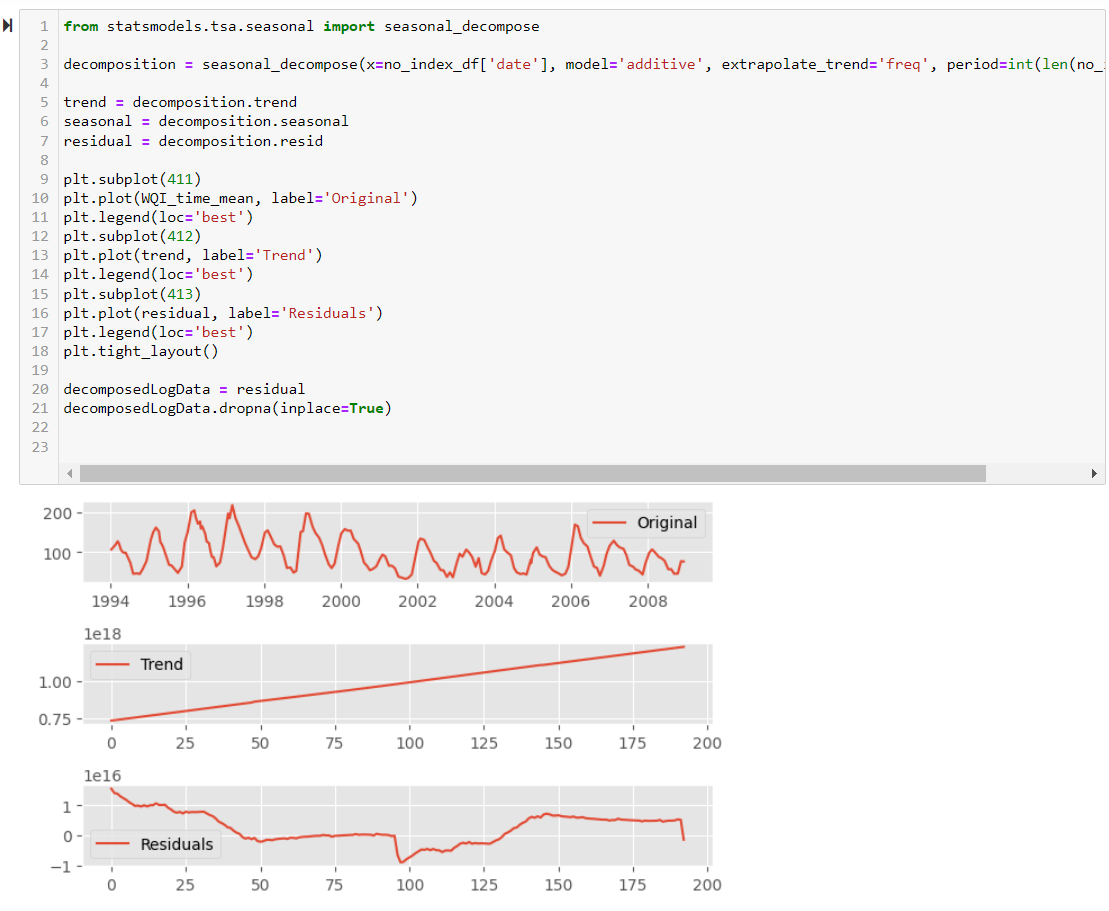 1 from statsmodels.tsa.seasonal import seasonal_decompose
2
3 decomposition = seasonal_decompose(x=no_index_df['date'], model='additive', extrapolate_trend='freq', period=int(len(no_
4
5 trend = decomposition.trend
6 seasonal = decomposition.seasonal
7 residual = decomposition.resid
8
9 plt.subplot(411)
10 plt.plot(WQI_time_mean, label='Original')
11 plt.legend(loc='best')
12 plt.subplot(412)
13 plt.plot(trend, label='Trend')
14 plt.legend(loc='best')
15 plt.subplot(413)
16 plt.plot(residual, label='Residuals')
17 plt.legend(loc='best')
18 plt.tight_layout()
19
20 decomposedLogData = residual
21 decomposedLogData.dropna(inplace=True)
22
23
200
Original
100
1994 1996 1998 2000 2002 2004 2006 2008
1e18
Trend
1.00
0.75
0 25 50 75 100 125 150 175 200
1e16
1
0
Residuals
−1
0 25 50 75 100 125 150 175 200